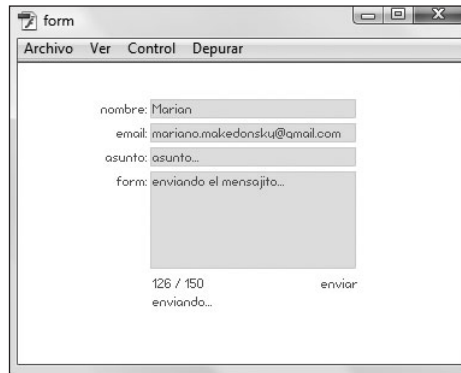 form
Archivo Ver Control Depurar
nombre: Marian
email: mariano.makedonsky@gmail.com
asunto: asunto...
form: enviando el mensajito...
126 / 150 enviar
enviando...